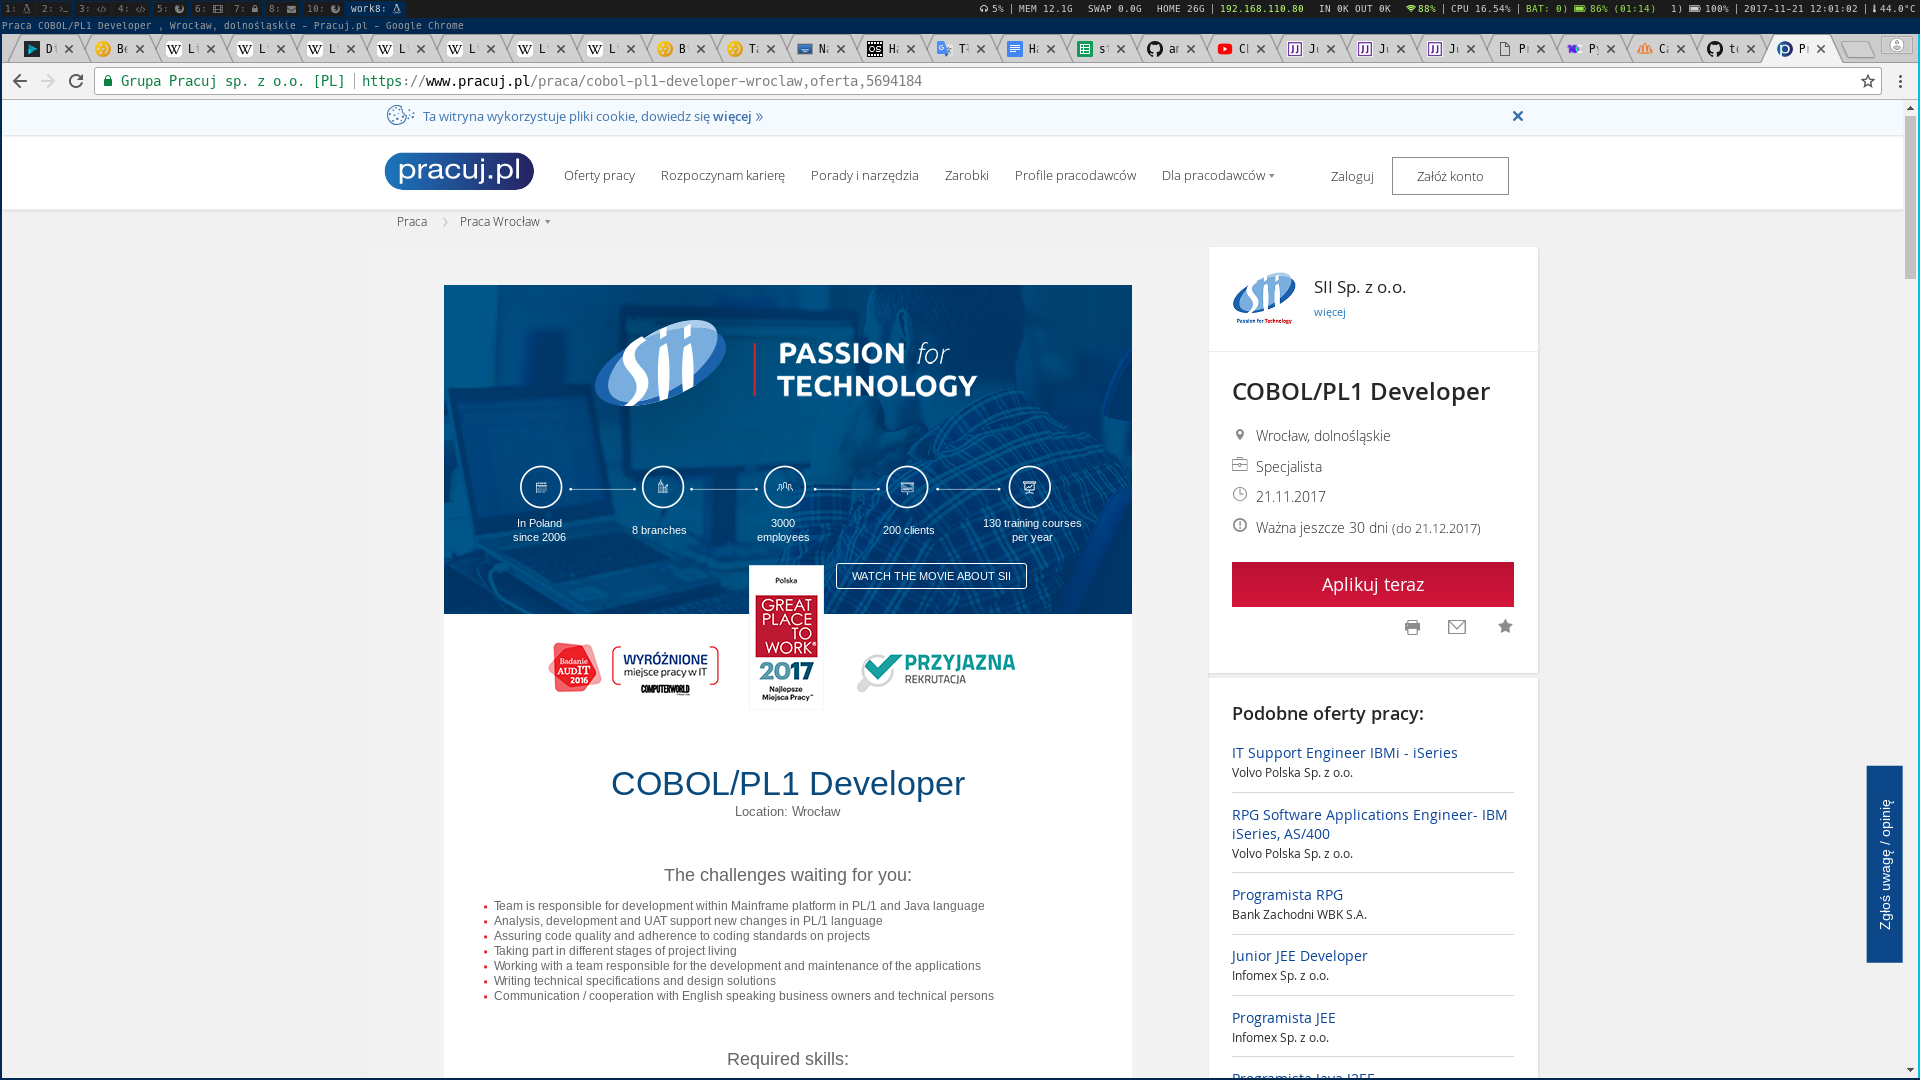 1: 2: 3: 4: 5: 6: 7: 8: 10: work8:
5% | MEM 12.1G SWAP 0.0G HOME 26G | 192.168.110.80 IN 0K OUT 0K 88% | CPU 16.54% | BAT: 0) 86% (01:14) 1) 100% | 2017-11-21 12:01:02 | 44.0°C
Praca COBOL/PL1 Developer , Wrocław, dolnośląskie - Pracuj.pl - Google Chrome
Grupa Pracuj sp. z o.o. [PL] | https://www.pracuj.pl/praca/cobol-pl1-developer-wroclaw,oferta,5694184
Ta witryna wykorzystuje pliki cookie, dowiedz się więcej »
pracuj.pl
Oferty pracy Rozpoczynam karierę Porady i narzędzia Zarobki Profile pracodawców Dla pracodawców Zaloguj Załóż konto
Praca Praca Wrocław
sii PASSION for
TECHNOLOGY
In Poland
since 2006
8 branches
3000
employees
200 clients
130 training courses
per year
WATCH THE MOVIE ABOUT SII
Badanie
AUDIT
2016
WYRÓŻNIONE
miejsce pracy w IT
COMPUTERWORLD
Polska
GREAT
PLACE
TO
WORK®
2017
Najlepsze
Miejsca Pracy™
PRZYJAZNA
REKRUTACJA
COBOL/PL1 Developer
Location: Wrocław
The challenges waiting for you:
Team is responsible for development within Mainframe platform in PL/1 and Java language
Analysis, development and UAT support new changes in PL/1 language
Assuring code quality and adherence to coding standards on projects
Taking part in different stages of project living
Working with a team responsible for the development and maintenance of the applications
Writing technical specifications and design solutions
Communication / cooperation with English speaking business owners and technical persons
Required skills:
sii
Passion for Technology
SII Sp. z o.o.
więcej
COBOL/PL1 Developer
Wrocław, dolnośląskie
Specjalista
21.11.2017
Ważna jeszcze 30 dni (do 21.12.2017)
Aplikuj teraz
Podobne oferty pracy:
IT Support Engineer IBMi - iSeries
Volvo Polska Sp. z o.o.
RPG Software Applications Engineer- IBM
iSeries, AS/400
Volvo Polska Sp. z o.o.
Programista RPG
Bank Zachodni WBK S.A.
Junior JEE Developer
Infomex Sp. z o.o.
Programista JEE
Infomex Sp. z o.o.
Programista Java J2EE
Zgłoś uwagę / opinię